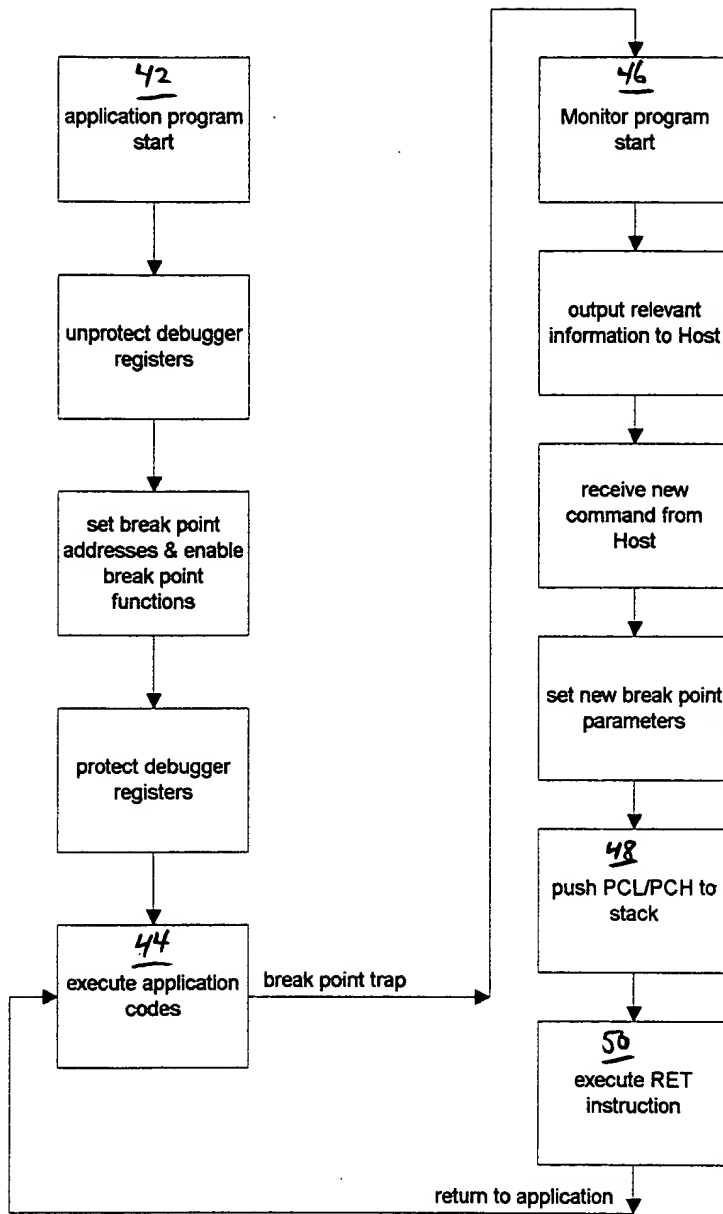 42
application program
start
unprotect debugger
registers
set break point
addresses & enable
break point
functions
protect debugger
registers
44
execute application
codes
break point trap
46
Monitor program
start
output relevant
information to Host
receive new
command from
Host
set new break point
parameters
48
push PCL/PCH to
stack
50
execute RET
instruction
return to application